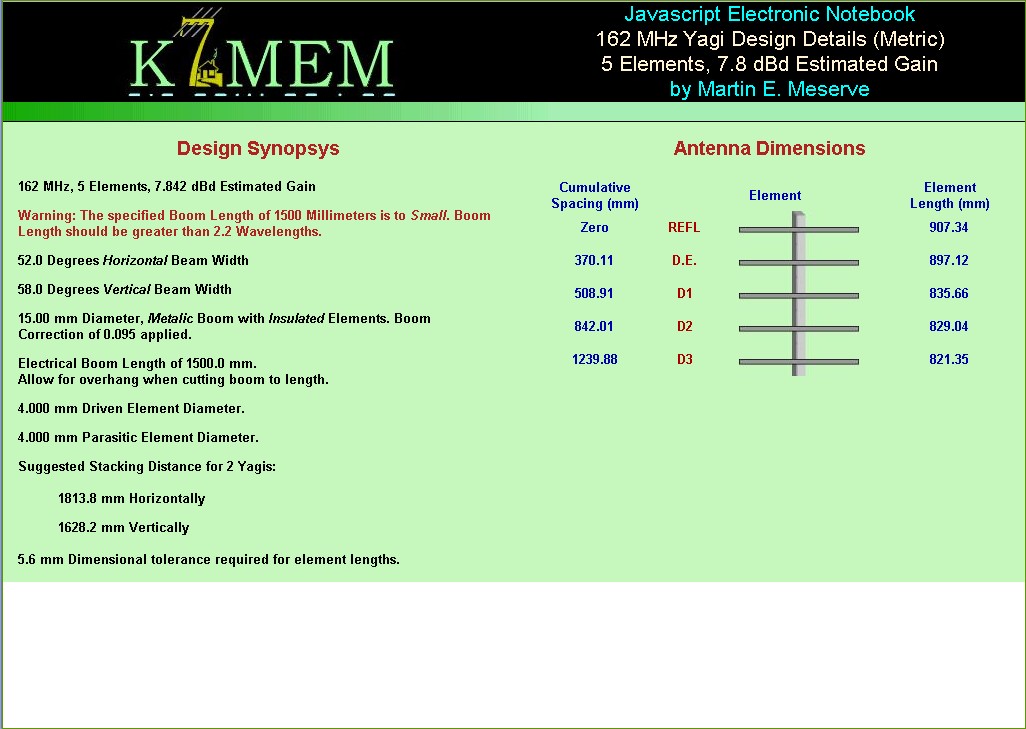 K7MEM
Javascript Electronic Notebook
162 MHz Yagi Design Details (Metric)
5 Elements, 7.8 dBd Estimated Gain
by Martin E. Meserve
Design Synopsys
162 MHz, 5 Elements, 7.842 dBd Estimated Gain
Warning: The specified Boom Length of 1500 Millimeters is to Small. Boom
Length should be greater than 2.2 Wavelengths.
52.0 Degrees Horizontal Beam Width
58.0 Degrees Vertical Beam Width
15.00 mm Diameter, Metalic Boom with Insulated Elements. Boom
Correction of 0.095 applied.
Electrical Boom Length of 1500.0 mm.
Allow for overhang when cutting boom to length.
4.000 mm Driven Element Diameter.
4.000 mm Parasitic Element Diameter.
Suggested Stacking Distance for 2 Yagis:
1813.8 mm Horizontally
1628.2 mm Vertically
5.6 mm Dimensional tolerance required for element lengths.
Antenna Dimensions
Cumulative
Spacing (mm)
Element
Element
Length (mm)
Zero REFL 907.34
370.11 D.E. 897.12
508.91 D1 835.66
842.01 D2 829.04
1239.88 D3 821.35